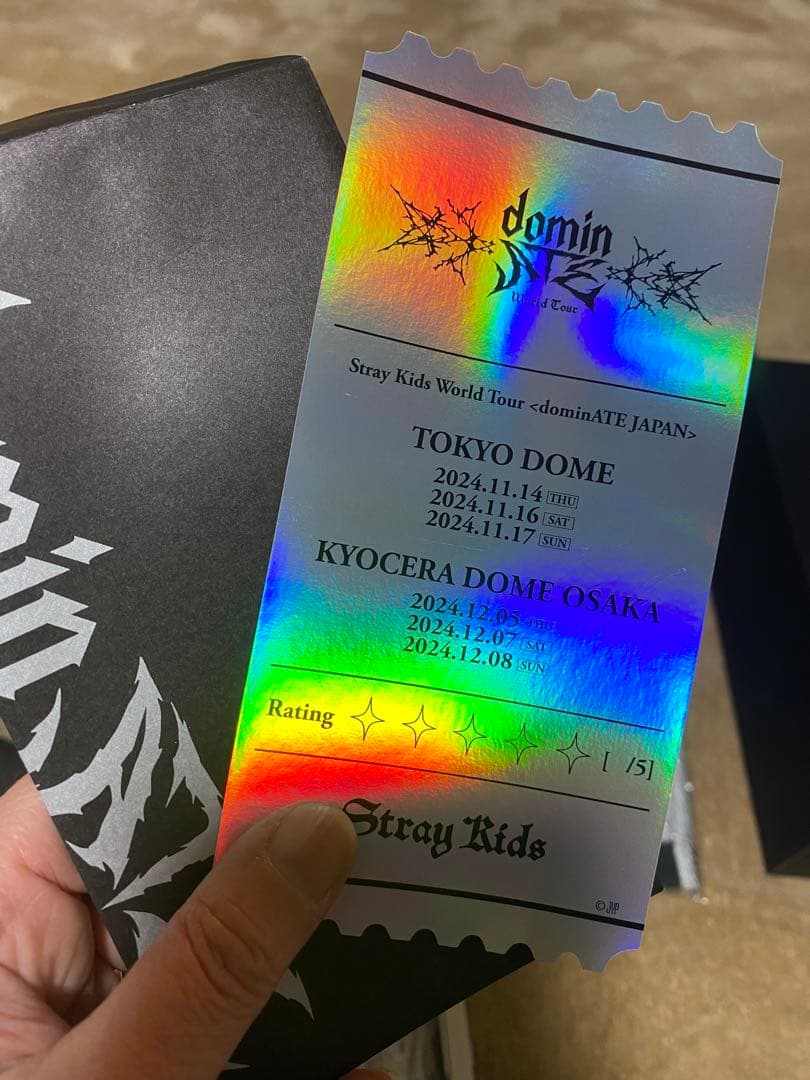 domin
ATE
World Tour
Stray Kids World Tour <dominATE JAPAN>
TOKYO DOME
2024.11.14 THU
2024.11.16 SAT
2024.11.17 SUN
KYOCERA DOME OSAKA
2024.12.05 THU
2024.12.07 SAT
2024.12.08 SUN
Rating [ /5]
Stray Kids
©JYP